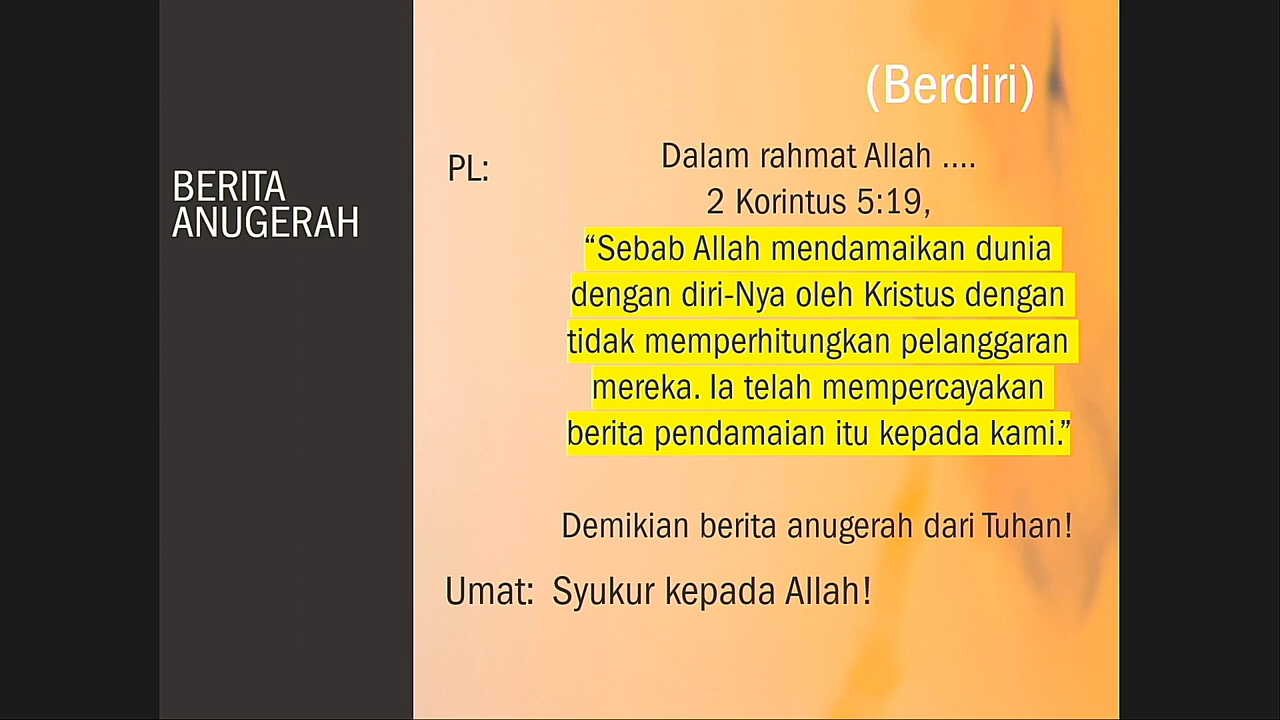 BERITA
ANUGERAH
(Berdiri)
PL:
Dalam rahmat Allah ....
2 Korintus 5:19,
“Sebab Allah mendamaikan dunia
dengan diri-Nya oleh Kristus dengan
tidak memperhitungkan pelanggaran
mereka. Ia telah mempercayakan
berita pendamaian itu kepada kami.”
Demikian berita anugerah dari Tuhan!
Umat: Syukur kepada Allah!